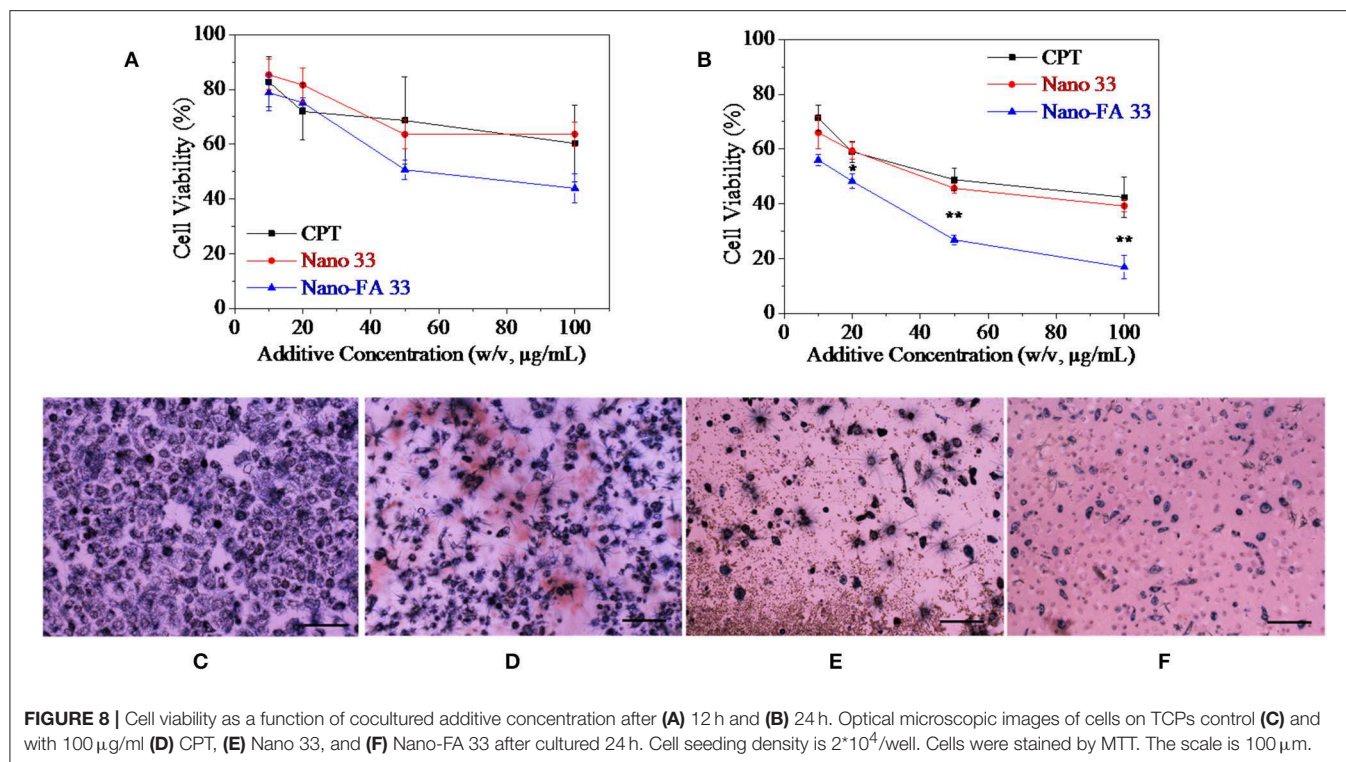 A
100
80
60
40
20
0
Cell Viability (%)
CPT
Nano 33
Nano-FA 33
0 20 40 60 80 100
Additive Concentration (w/v, μg/mL)
B
100
80
60
40
20
0
Cell Viability (%)
CPT
Nano 33
Nano-FA 33
*
**
**
0 20 40 60 80 100
Additive Concentration (w/v, μg/mL)
C D E F
FIGURE 8 | Cell viability as a function of cocultured additive concentration after (A) 12 h and (B) 24 h. Optical microscopic images of cells on TCPs control (C) and
with 100 μg/ml (D) CPT, (E) Nano 33, and (F) Nano-FA 33 after cultured 24 h. Cell seeding density is 2*10⁴/well. Cells were stained by MTT. The scale is 100 μm.